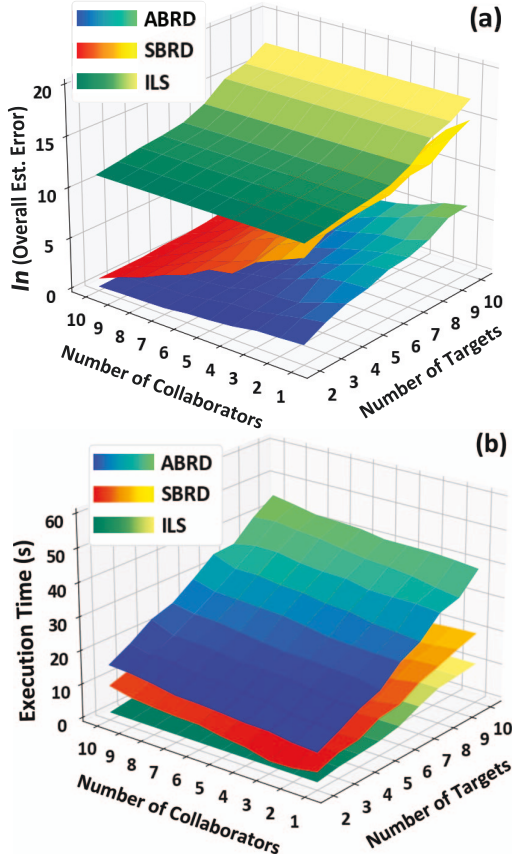 (a)
ABRD
SBRD
ILS
ln (Overall Est. Error)
20
15
10
5
0
10 9 8 7 6 5 4 3 2 1
Number of Collaborators
2 3 4 5 6 7 8 9 10
Number of Targets
(b)
ABRD
SBRD
ILS
Execution Time (s)
60
50
40
30
20
10
0
10 9 8 7 6 5 4 3 2 1
Number of Collaborators
2 3 4 5 6 7 8 9 10
Number of Targets